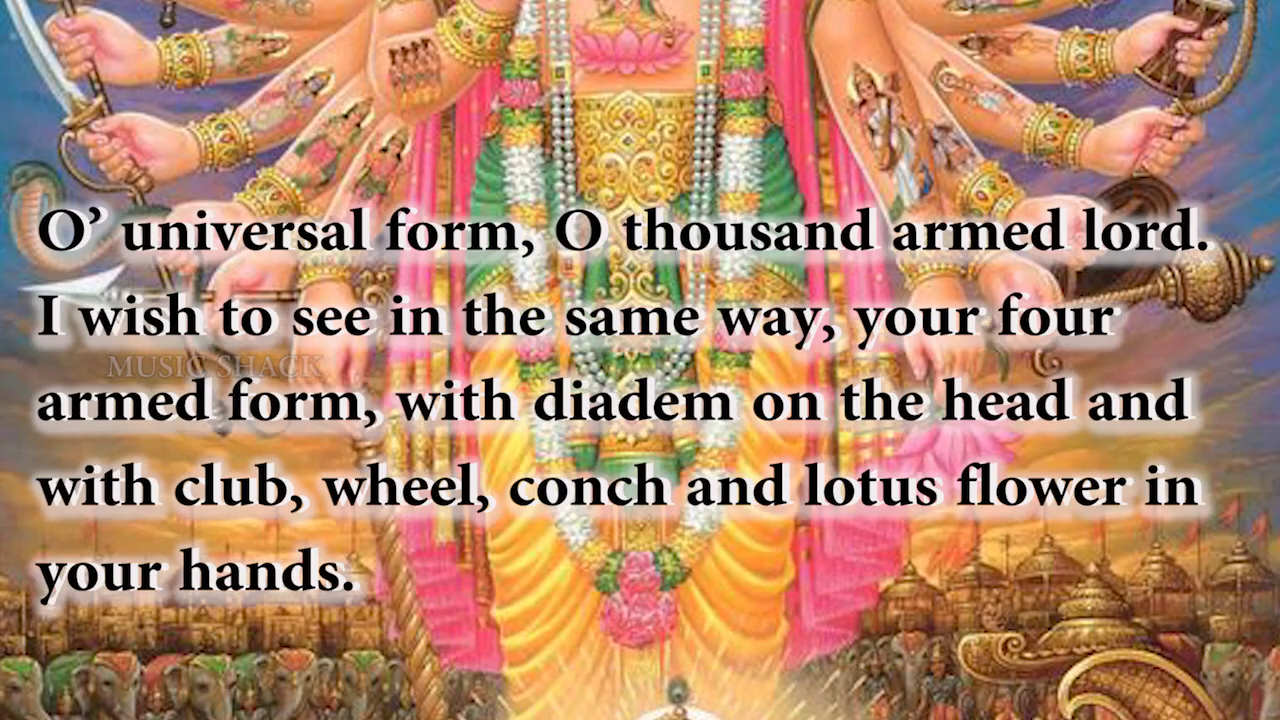 O’ universal form, O thousand armed lord.
I wish to see in the same way, your four
MUSIC SHACK
armed form, with diadem on the head and
with club, wheel, conch and lotus flower in
your hands.